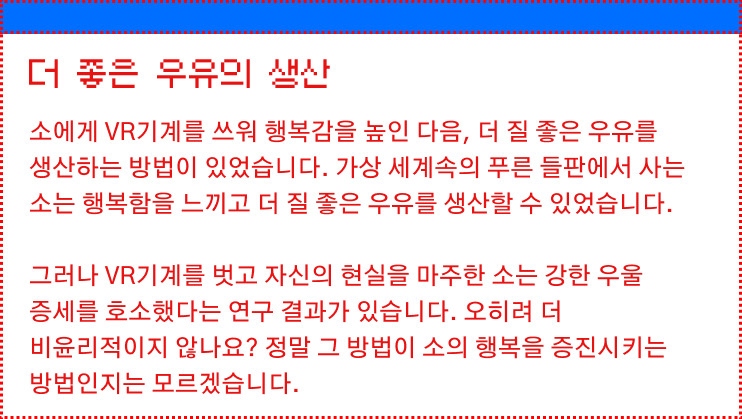 더 좋은 우유의 생산
소에게 VR기계를 쓰워 행복감을 높인 다음, 더 질 좋은 우유를
생산하는 방법이 있었습니다. 가상 세계속의 푸른 들판에서 사는
소는 행복함을 느끼고 더 질 좋은 우유를 생산할 수 있었습니다.
그러나 VR기계를 벗고 자신의 현실을 마주한 소는 강한 우울
증세를 호소했다는 연구 결과가 있습니다. 오히려 더
비윤리적이지 않나요? 정말 그 방법이 소의 행복을 증진시키는
방법인지는 모르겠습니다.